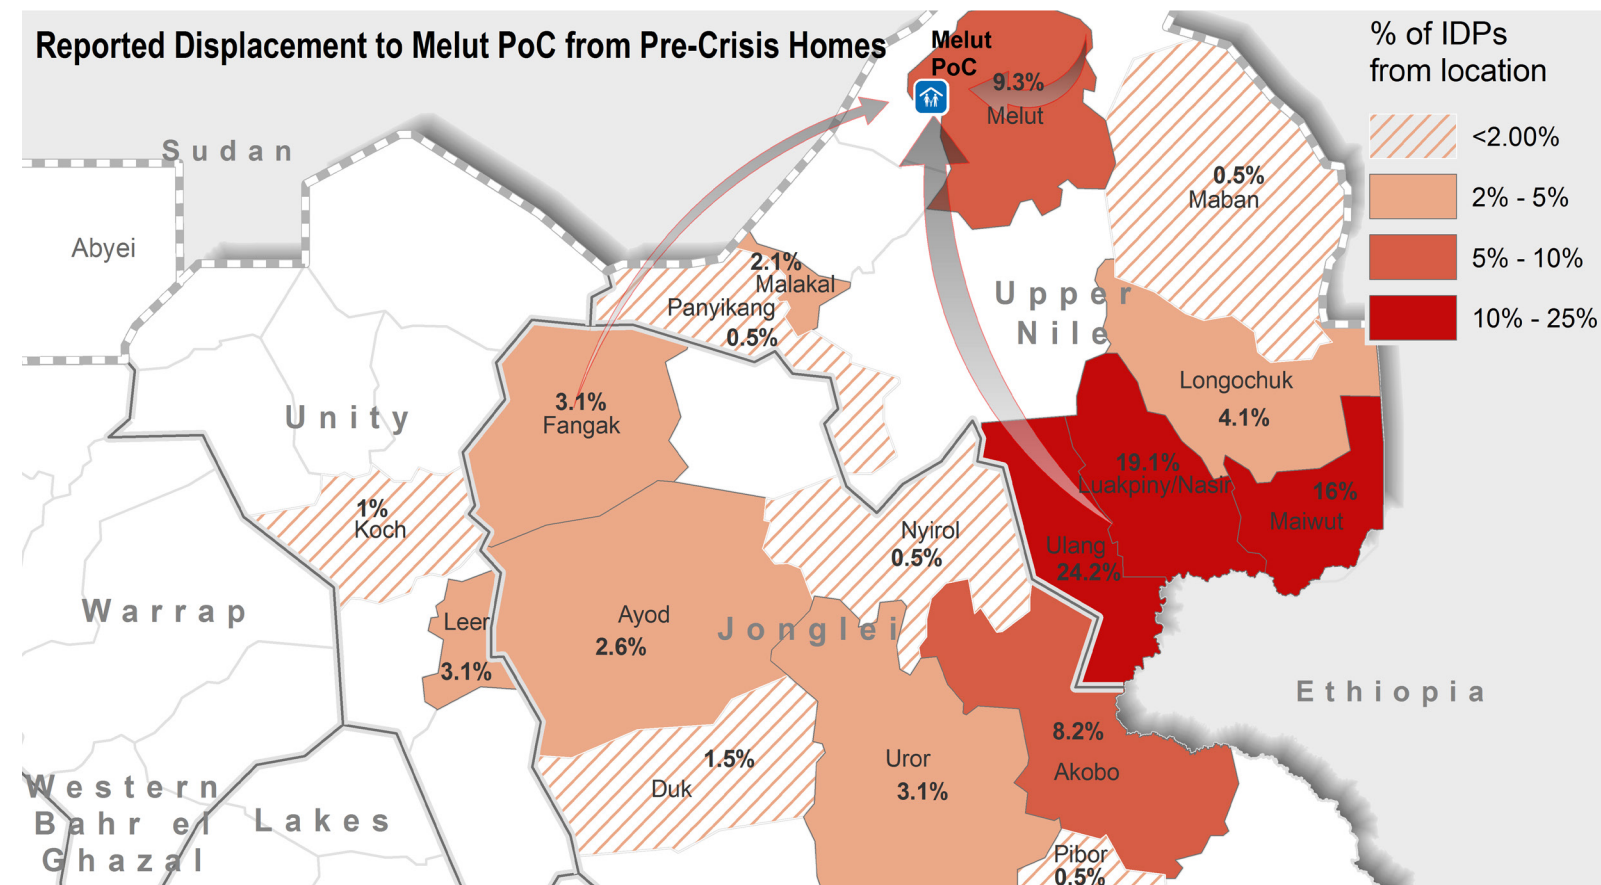 Reported Displacement to Melut PoC from Pre-Crisis Homes
Melut
PoC
9.3%
Melut
% of IDPs
from location
<2.00%
2% - 5%
5% - 10%
10% - 25%
Sudan
Abyei
0.5%
Maban
2.1%
Malakal
Panyikang
0.5%
Upper
Nile
Unity
3.1%
Fangak
Longochuk
4.1%
19.1%
Luakpiny/Nasir
16%
Maiwut
1%
Koch
Nyirol
0.5%
Ulang
24.2%
Warrap
Leer
3.1%
Ayod
2.6%
Jonglei
Ethiopia
8.2%
Akobo
1.5%
Duk
Uror
3.1%
Western
Bahr el
Ghazal
Lakes
Pibor
0.5%